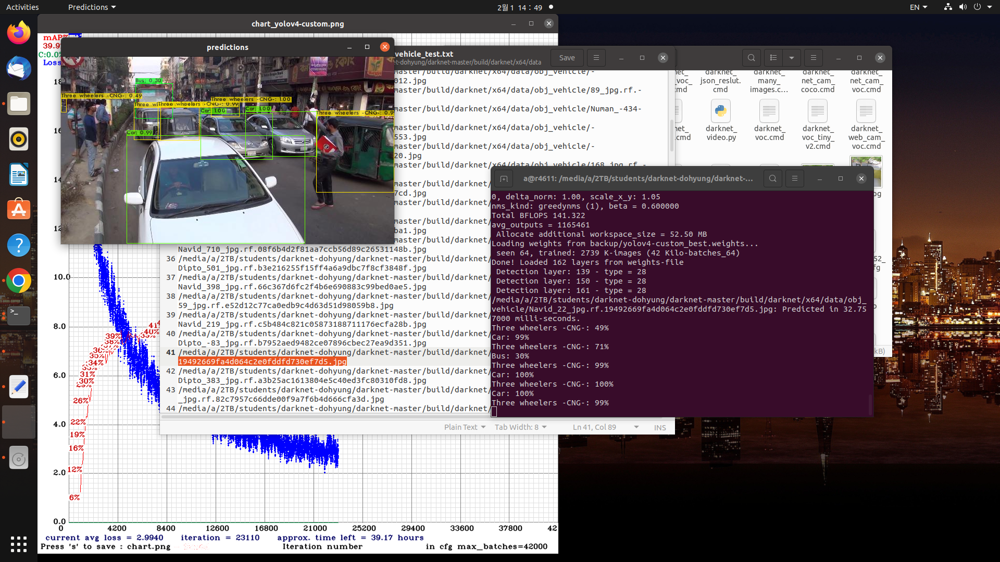 Activities
Predictions
2월 1 14 : 49
EN
chart_yolov4-custom.png
mAP%
C:0.0%
Loss
16
14
12
10.0
8.0
6.0
4.0
2.0
0.0
40%
39%
38%
34%
31%
30%
26%
22%
19%
16%
12%
6%
0 4200 8400 12600 16800 21000 25200 29400 33600 37800 42
current avg loss = 2.9940 iteration = 23110 approx. time left = 39.17 hours
Press 's' to save : chart.png
Iteration number
in cfg max_batches=42000
predictions
Bus: 0.30
Three wheelers -CNG-: 0.49
Three wheelers -CNG-: 1.00
Three wl
Three wheelers -CNG-: 0.99
Car: 1.00
Car: 1.00
Three wheelers -CNG-: 0.9
Car: 0.99
vehicle_test.txt
et-dohyung/darknet-master/build/darknet/x64/data
Save
master/build/darknet/x64/data/obj_vehicle/-
012.jpg
master/build/darknet/x64/data/obj_vehicle/89_jpg.rf.-
master/build/darknet/x64/data/obj_vehicle/Numan_-434-
master/build/darknet/x64/data/obj_vehicle/-
553.jpg
master/build/darknet/x64/data/obj_vehicle/-
20.jpg
master/build/darknet/x64/data/obj_vehicle/168_jpg.rf.-
master/build/darknet/
7cd.jpg
master/build/darknet/
master/build/darknet/
ba1.jpg
master/build/darknet/
Navid_710_jpg.rf.08f6b4d2f81aa7ccb56d89c26531148b.jpg
36 /media/a/2TB/students/darknet-dohyung/darknet-master/build/darknet/
Dipto_501_jpg.rf.b3e216255f15ff4a6a9dbc7f8cf3848f.jpg
37 /media/a/2TB/students/darknet-dohyung/darknet-master/build/darknet/
Navid_398_jpg.rf.66c367d6fc2f4b6e690883c99bed0ae5.jpg
38 /media/a/2TB/students/darknet-dohyung/darknet-master/build/darknet/
59_jpg.rf.e52d12c77ca0edb9c4d63d51d98059b8.jpg
39 /media/a/2TB/students/darknet-dohyung/darknet-master/build/darknet/
Navid_219_jpg.rf.c5b484c821c05873188711176ecfa28b.jpg
40 /media/a/2TB/students/darknet-dohyung/darknet-master/build/darknet/
Dipto_-83_jpg.rf.b7952aed9482ce07896cbec27ea9d351.jpg
41 /media/a/2TB/students/darknet-dohyung/darknet-master/build/darknet/
19492669fa4d064c2e0fddfd730ef7d5.jpg
42 /media/a/2TB/students/darknet-dohyung/darknet-master/build/darknet/
Dipto_383_jpg.rf.a3b25ac1613804e5c40ed3fc80310fd8.jpg
43 /media/a/2TB/students/darknet-dohyung/darknet-master/build/darknet/
_jpg.rf.82c7957c66dde00f9a7f6b4d666cfa3d.jpg
44 /media/a/2TB/students/darknet-dohyung/darknet-master/build/darknet/
Plain Text Tab Width: 8 Ln 41, Col 89 INS
et_
voc_
cmd
darknet_
json_reslut.
cmd
darknet_
many_
images.c...
darknet_
net_cam_
coco.cmd
darknet_
net_cam_
voc.cmd
net_
.cmd
darknet_
video.py
darknet_
voc.cmd
darknet_
voc_tiny_
v2.cmd
darknet_
web_cam_
voc.cmd
kB)
a@r4611: /media/a/2TB/students/darknet-dohyung/darknet-...
0, delta_norm: 1.00, scale_x_y: 1.05
nms_kind: greedynms (1), beta = 0.600000
Total BFLOPS 141.322
avg_outputs = 1165461
Allocate additional workspace_size = 52.50 MB
Loading weights from backup/yolov4-custom_best.weights...
seen 64, trained: 2739 K-images (42 Kilo-batches_64)
Done! Loaded 162 layers from weights-file
Detection layer: 139 - type = 28
Detection layer: 150 - type = 28
Detection layer: 161 - type = 28
/media/a/2TB/students/darknet-dohyung/darknet-master/build/darknet/x64/data/obj_
vehicle/Navid_22_jpg.rf.19492669fa4d064c2e0fddfd730ef7d5.jpg: Predicted in 32.75
7000 milli-seconds.
Three wheelers -CNG-: 49%
Car: 99%
Three wheelers -CNG-: 71%
Bus: 30%
Three wheelers -CNG-: 99%
Car: 100%
Three wheelers -CNG-: 100%
Car: 100%
Three wheelers -CNG-: 99%